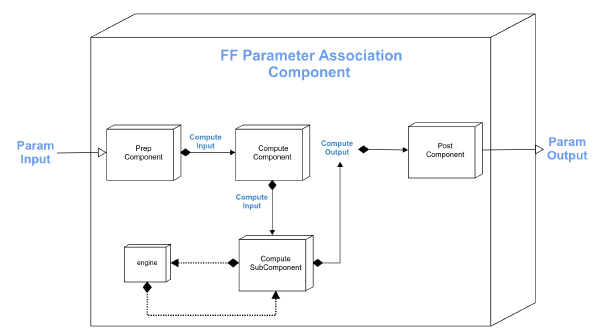 FF Parameter Association
Component
Param
Input
Prep
Component
Compute
Input
Compute
Component
Compute
Output
Post
Component
Param
Output
Compute
Input
engine
Compute
SubComponent